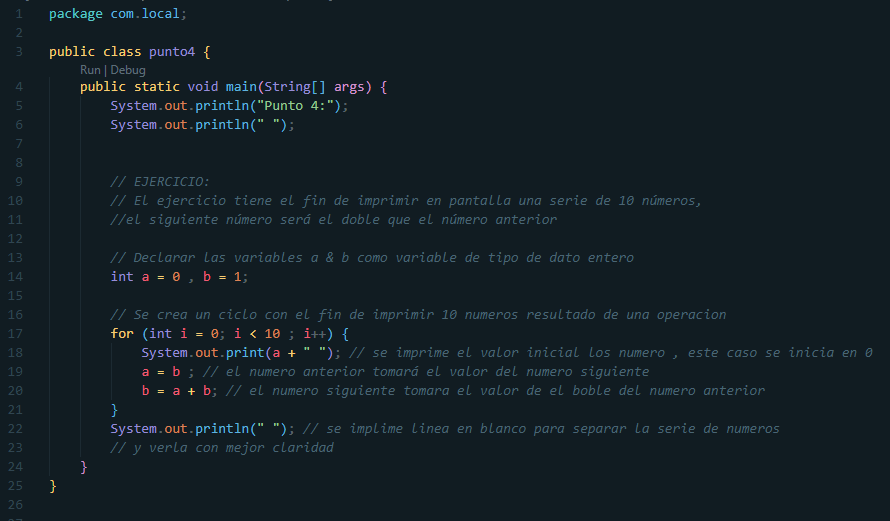 1 package com.local;
2
3 public class punto4 {
Run | Debug
4 public static void main(String[] args) {
5 System.out.println("Punto 4:");
6 System.out.println(" ");
7
8
9 // EJERCICIO:
10 // El ejercicio tiene el fin de imprimir en pantalla una serie de 10 números,
11 //el siguiente número será el doble que el número anterior
12
13 // Declarar las variables a & b como variable de tipo de dato entero
14 int a = 0 , b = 1;
15
16 // Se crea un ciclo con el fin de imprimir 10 numeros resultado de una operacion
17 for (int i = 0; i < 10 ; i++) {
18 System.out.print(a + " "); // se imprime el valor inicial los numero , este caso se inicia en 0
19 a = b ; // el numero anterior tomará el valor del numero siguiente
20 b = a + b; // el numero siguiente tomara el valor de el boble del numero anterior
21 }
22 System.out.println(" "); // se implime linea en blanco para separar la serie de numeros
23 // y verla con mejor claridad
24 }
25 }
26